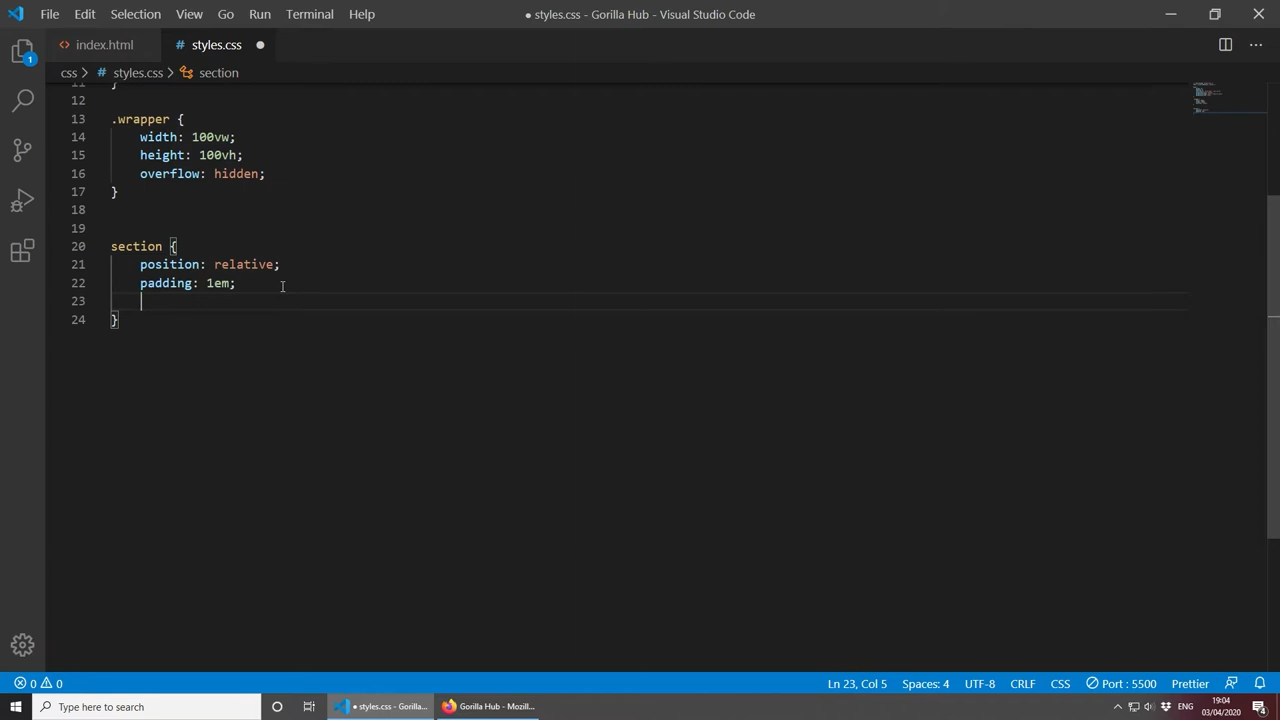 File Edit Selection View Go Run Terminal Help
● styles.css - Gorilla Hub - Visual Studio Code
<> index.html
# styles.css ●
css > # styles.css > section
1
11 }
12
13 .wrapper {
14 width: 100vw;
15 height: 100vh;
16 overflow: hidden;
17 }
18
19
20 section {
21 position: relative;
22 padding: 1em;
23
24 }
0 0
Ln 23, Col 5 Spaces: 4 UTF-8 CRLF CSS Port : 5500 Prettier
Type here to search
● styles.css - Gorilla...
Gorilla Hub - Mozill...
ENG
19:04
03/04/2020
4